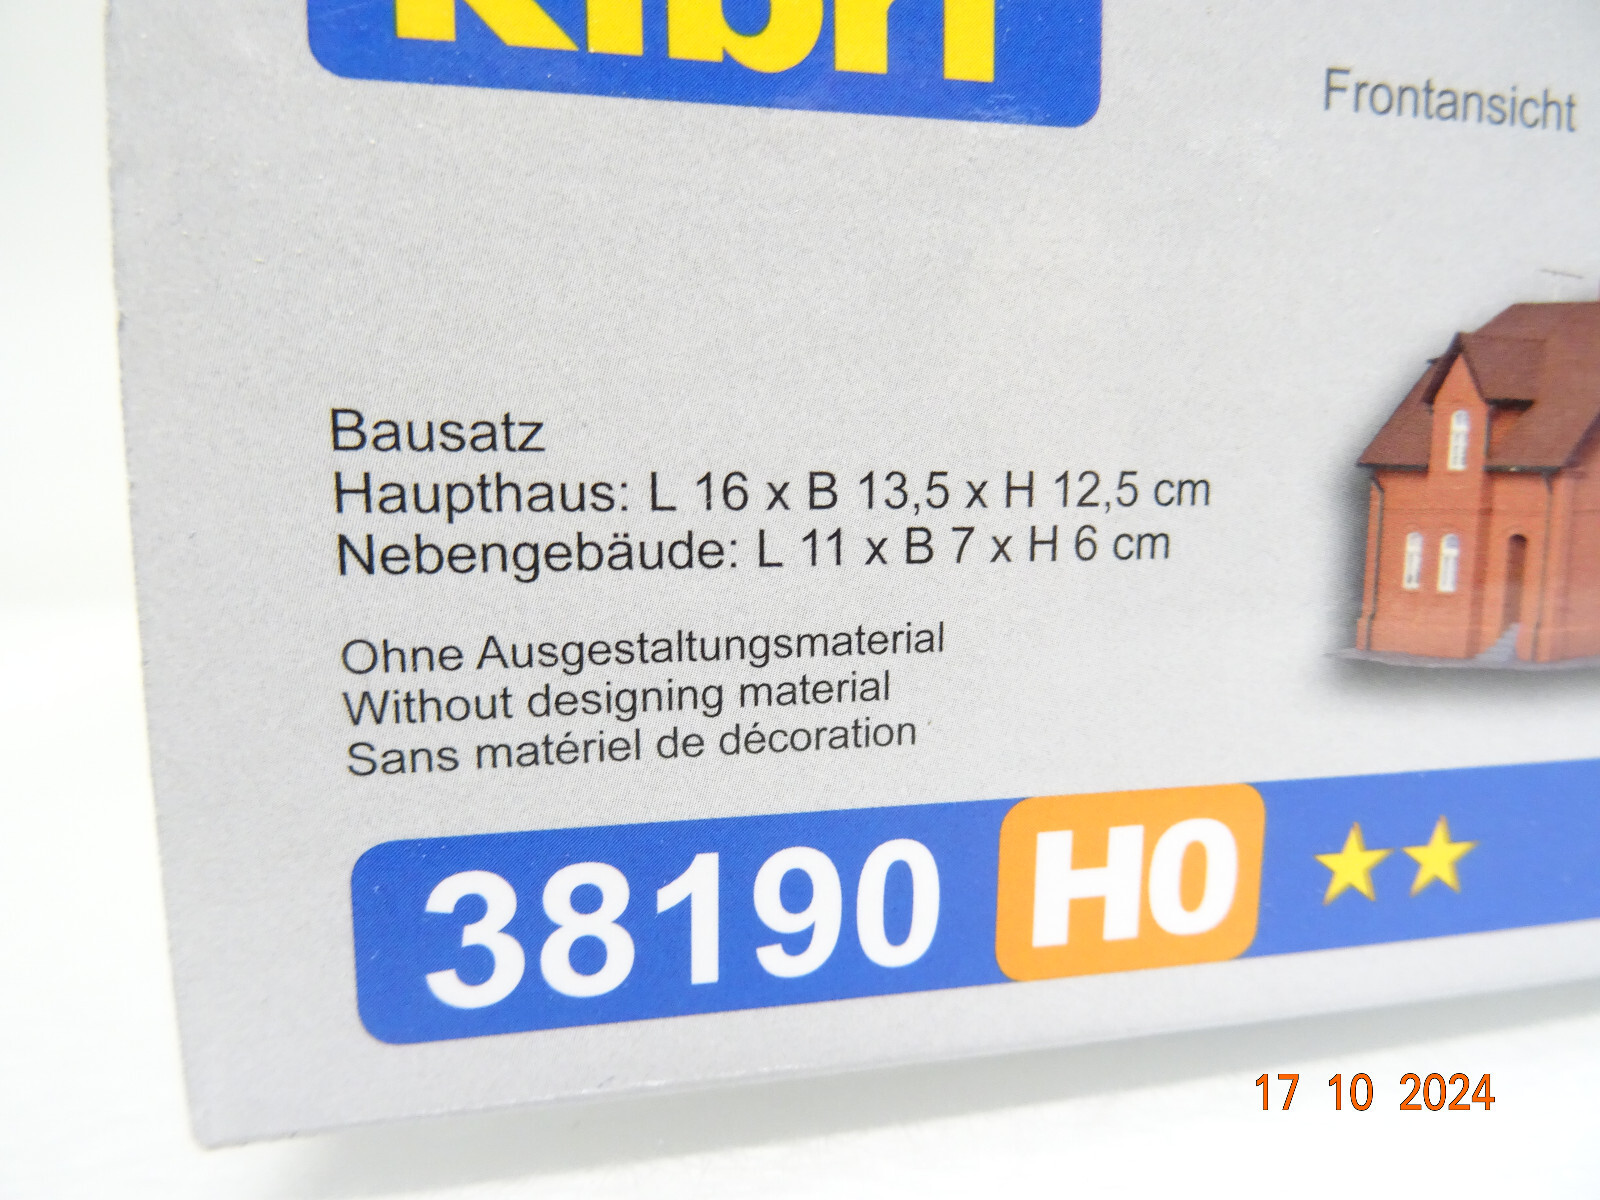 kibri
Frontansicht
Bausatz
Haupthaus: L 16 x B 13,5 x H 12,5 cm
Nebengebäude: L 11 x B 7 x H 6 cm
Ohne Ausgestaltungsmaterial
Without designing material
Sans matériel de décoration
38190 H0
17 10 2024